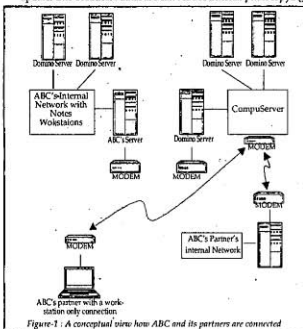 Domino Server Domino Server Domino Server Domino Server
ABC's-Internal
Network with
Notes
Wokstaions
CompuServer
ABC's Server
Domino Server
MODEM
MODEM
MODEM
MODEM
MODEM
ABC's Partner's
internal Network
ABC's partner with a work-
station only connection
Figure-1 : A conceptual view how ABC and its partners are connected